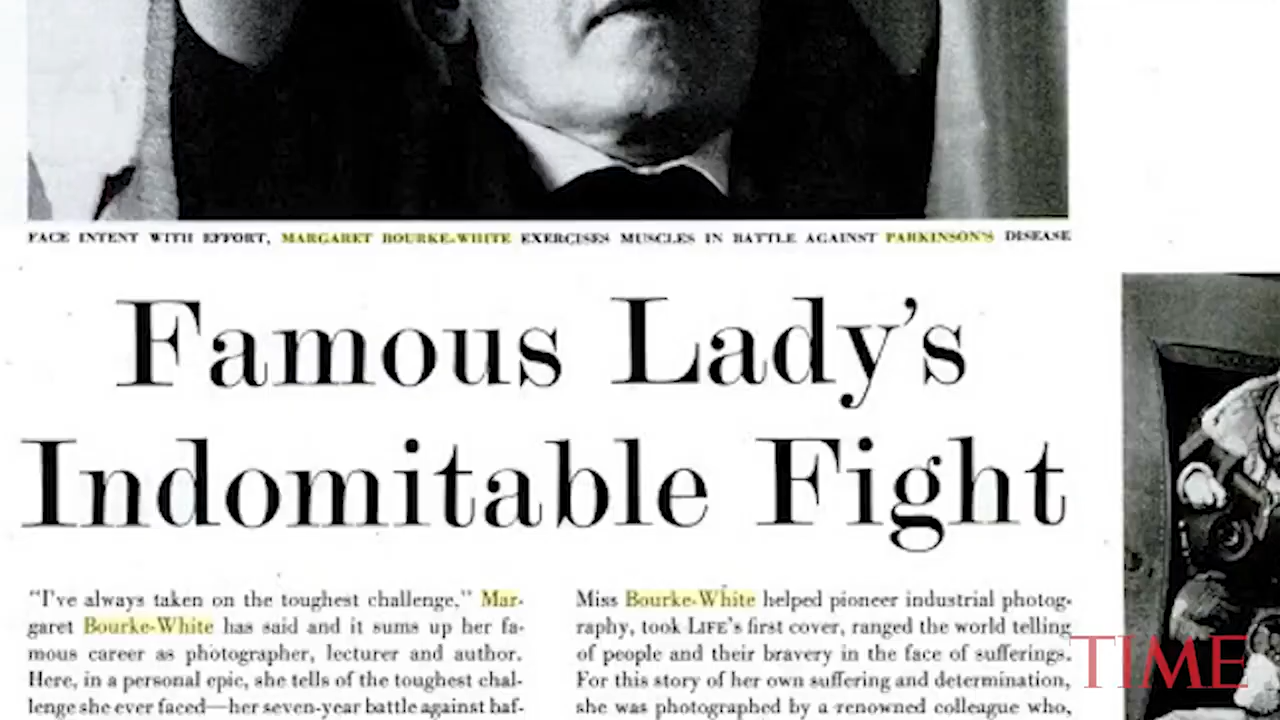 FACE INTENT WITH EFFORT, MARGARET BOURKE-WHITE EXERCISES MUSCLES IN BATTLE AGAINST PARKINSON'S DISEASE
Famous Lady's
Indomitable Fight
"I've always taken on the toughest challenge," Mar-
garet Bourke-White has said and it sums up her fa-
mous career as photographer, lecturer and author.
Here, in a personal epic, she tells of the toughest chal-
lenge she ever faced—her seven-year battle against baf-
Miss Bourke-White helped pioneer industrial photog-
raphy, took LIFE's first cover, ranged the world telling
of people and their bravery in the face of sufferings.
For this story of her own suffering and determination,
she was photographed by a renowned colleague who,
TIME